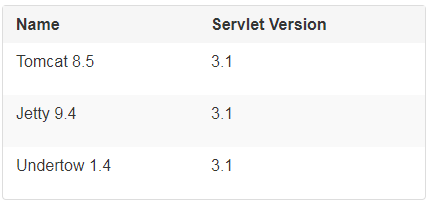 Name Servlet Version
Tomcat 8.5 3.1
Jetty 9.4 3.1
Undertow 1.4 3.1